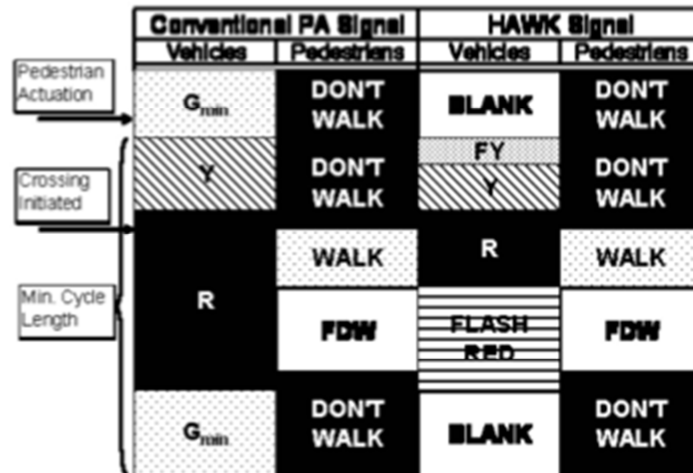 Conventional PA Signal HAWK Signal
Vehicles Pedestrians Vehicles Pedestrians
Pedestrian
Actuation
Gmin
DON'T
WALK
BLANK
DON'T
WALK
Crossing
Initiated
Y
DON'T
WALK
FY
Y
DON'T
WALK
Min. Cycle
Length
R
WALK
R
WALK
FDW
FLASH
RED
FDW
Gmin
DON'T
WALK
BLANK
DON'T
WALK